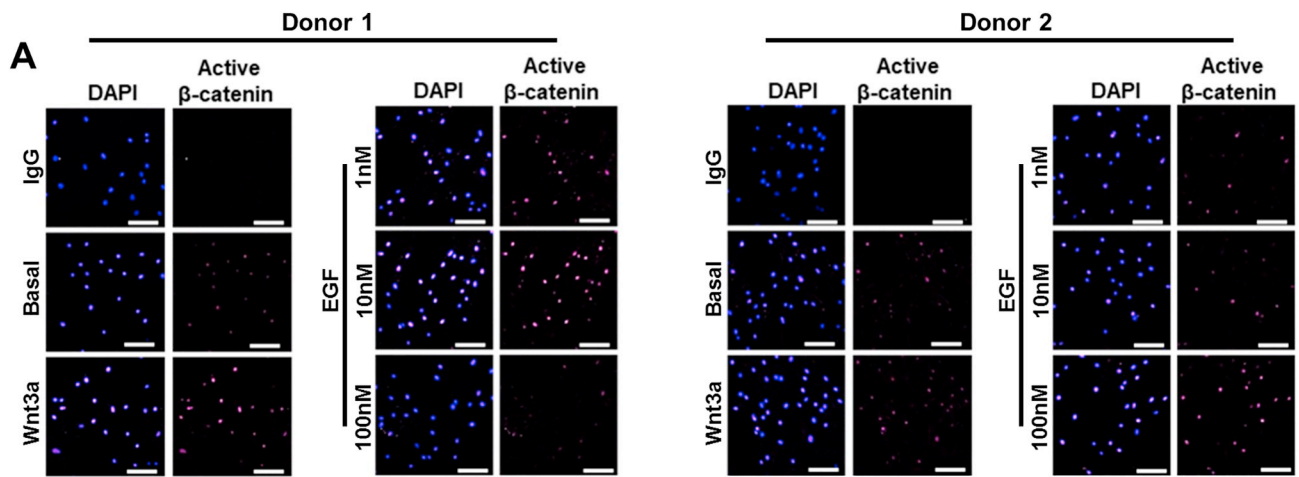 Donor 1
Donor 2
A
DAPI
Active
β-catenin
DAPI
Active
β-catenin
DAPI
Active
β-catenin
DAPI
Active
β-catenin
IgG
Basal
Wnt3a
EGF
1nM
10nM
100nM
IgG
Basal
Wnt3a
EGF
1nM
10nM
100nM